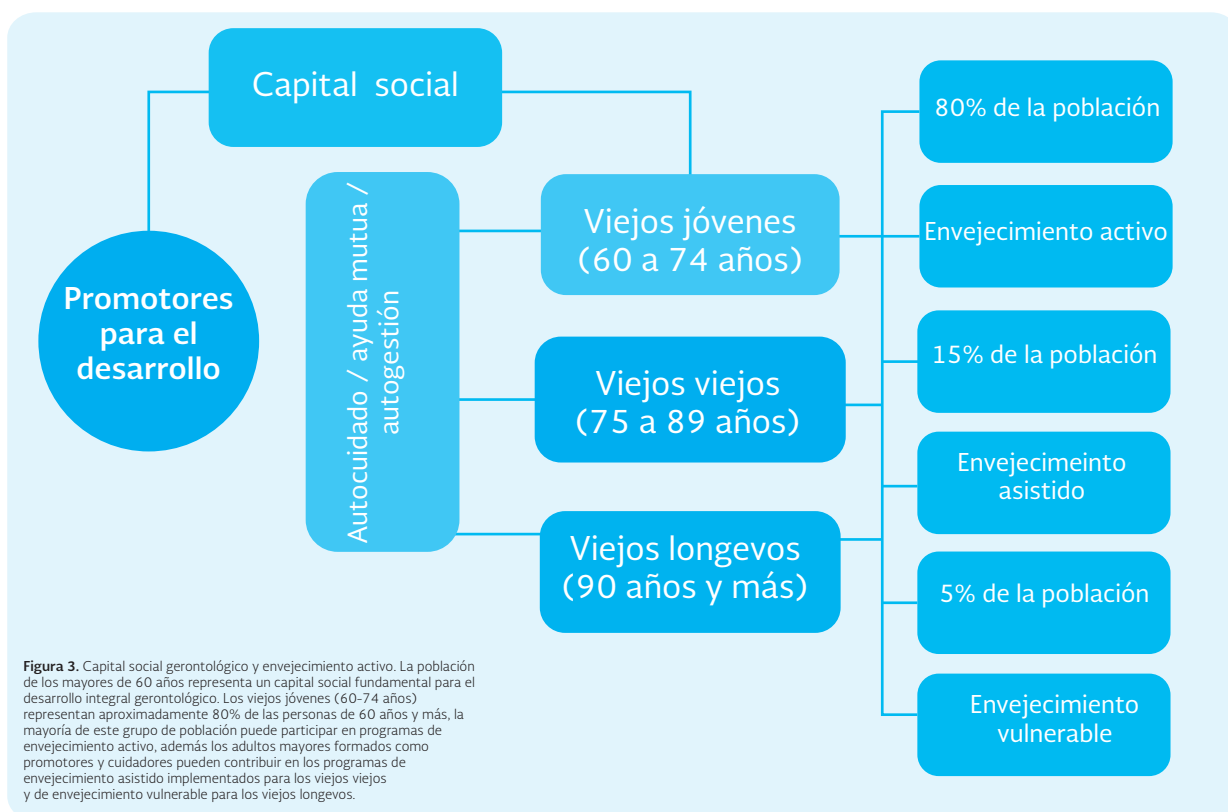 Capital social
Promotores
para el
desarrollo
Autocuidado / ayuda mutua /
autogestión
Viejos jóvenes
(60 a 74 años)
Viejos viejos
(75 a 89 años)
Viejos longevos
(90 años y más)
80% de la población
Envejecimiento activo
15% de la población
Envejecimeinto
asistido
5% de la población
Envejecimiento
vulnerable
Figura 3. Capital social gerontológico y envejecimiento activo. La población
de los mayores de 60 años representa un capital social fundamental para el
desarrollo integral gerontológico. Los viejos jóvenes (60-74 años)
representan aproximadamente 80% de las personas de 60 años y más, la
mayoría de este grupo de población puede participar en programas de
envejecimiento activo, además los adultos mayores formados como
promotores y cuidadores pueden contribuir en los programas de
envejecimiento asistido implementados para los viejos viejos
y de envejecimiento vulnerable para los viejos longevos.